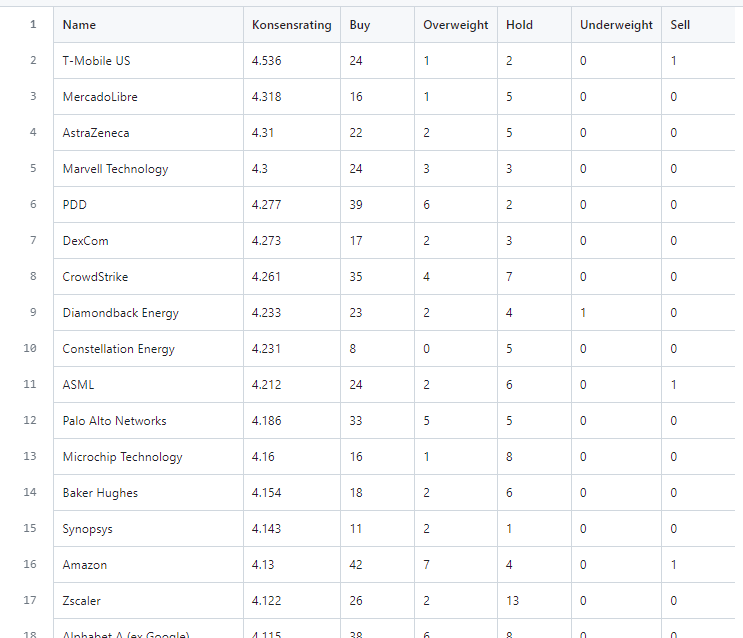 1 Name Konsensrating Buy Overweight Hold Underweight Sell
2 T-Mobile US 4.536 24 1 2 0 1
3 MercadoLibre 4.318 16 1 5 0 0
4 AstraZeneca 4.31 22 2 5 0 0
5 Marvell Technology 4.3 24 3 3 0 0
6 PDD 4.277 39 6 2 0 0
7 DexCom 4.273 17 2 3 0 0
8 CrowdStrike 4.261 35 4 7 0 0
9 Diamondback Energy 4.233 23 2 4 1 0
10 Constellation Energy 4.231 8 0 5 0 0
11 ASML 4.212 24 2 6 0 1
12 Palo Alto Networks 4.186 33 5 5 0 0
13 Microchip Technology 4.16 16 1 8 0 0
14 Baker Hughes 4.154 18 2 6 0 0
15 Synopsys 4.143 11 2 1 0 0
16 Amazon 4.13 42 7 4 0 1
17 Zscaler 4.122 26 2 13 0 0
18 Alphabet A (ex Google) 4.115 38 6 8 0 0